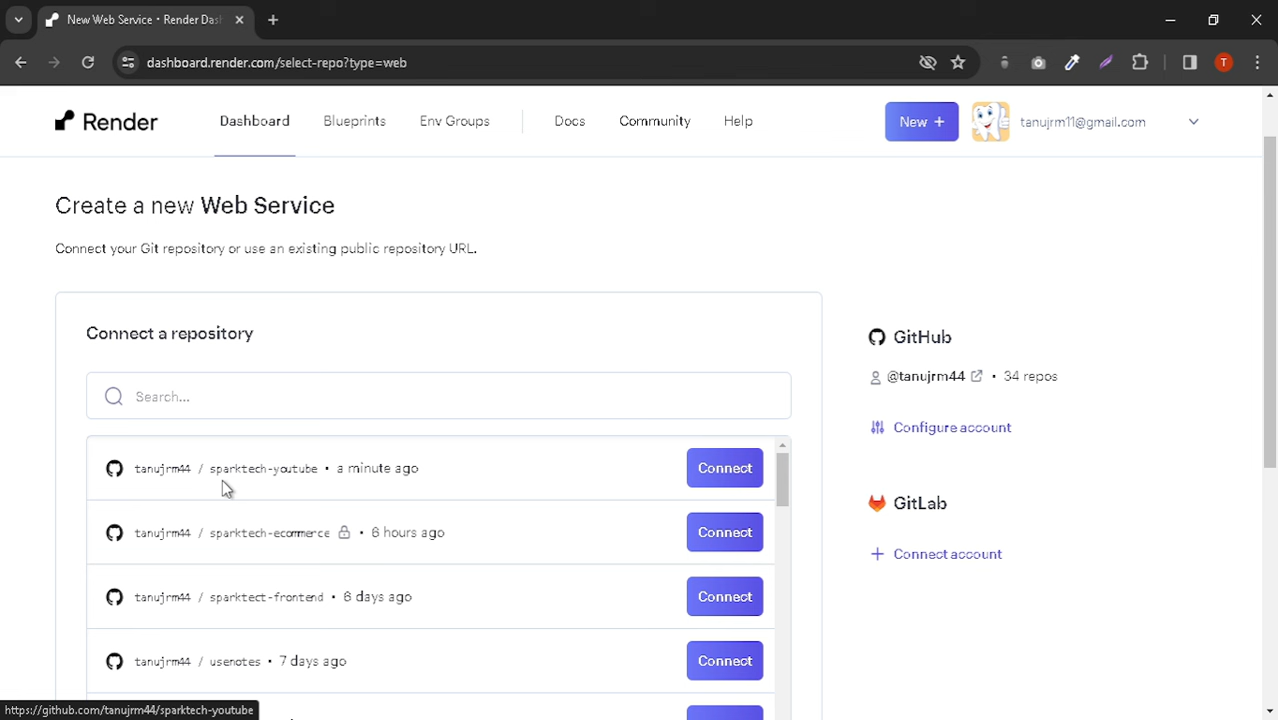 New Web Service • Render Das
dashboard.render.com/select-repo?type=web
T
Render
Dashboard
Blueprints
Env Groups
Docs
Community
Help
New +
tanujrm11@gmail.com
Create a new Web Service
Connect your Git repository or use an existing public repository URL.
Connect a repository
Search...
tanujrm44 / sparktech-youtube • a minute ago
Connect
tanujrm44 / sparktech-ecommerce • 6 hours ago
Connect
tanujrm44 / sparktect-frontend • 6 days ago
Connect
tanujrm44 / usenotes • 7 days ago
Connect
GitHub
@tanujrm44 • 34 repos
Configure account
GitLab
Connect account
https://github.com/tanujrm44/sparktech-youtube